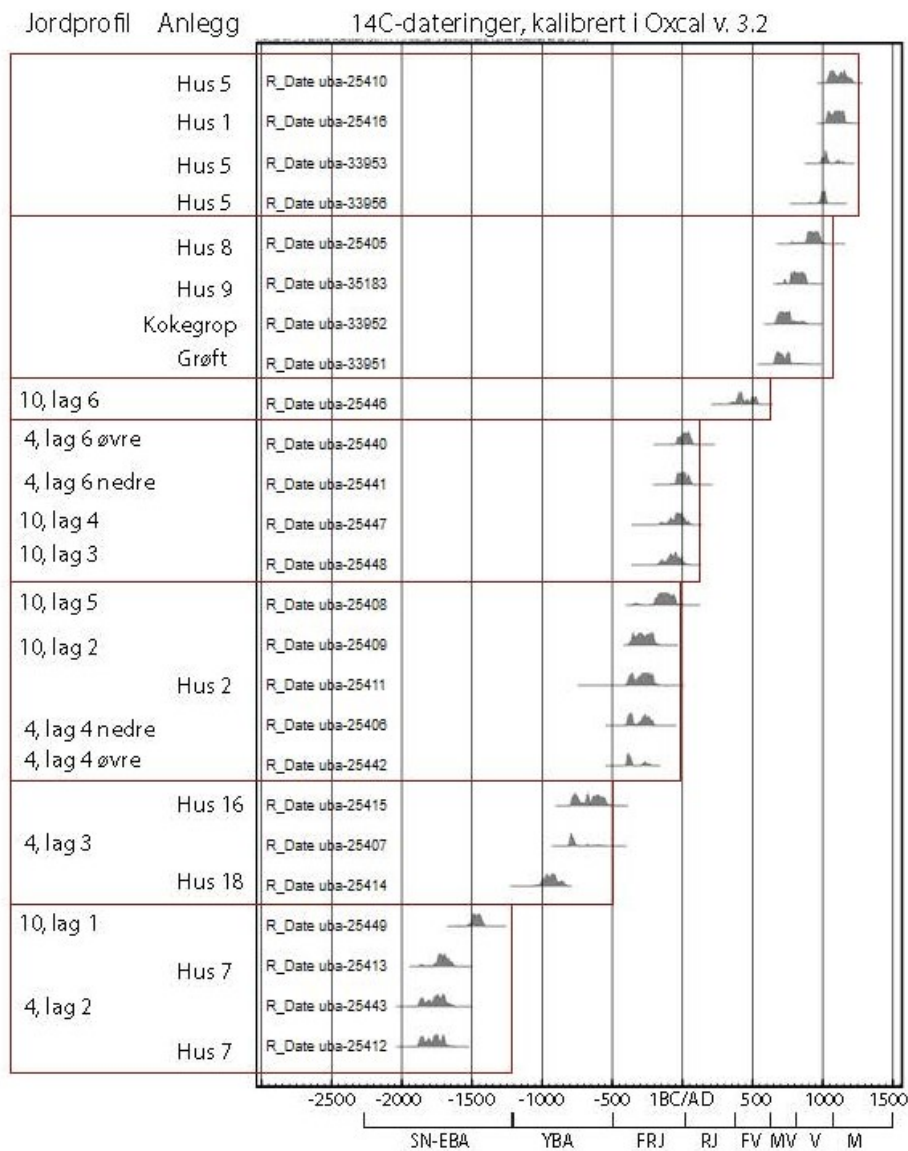 Jordprofil Anlegg 14C-dateringer, kalibrert i Oxcal v. 3.2
Hus 5 R_Date uba-25410
Hus 1 R_Date uba-25416
Hus 5 R_Date uba-33953
Hus 5 R_Date uba-33956
Hus 8 R_Date uba-25405
Hus 9 R_Date uba-35183
Kokegrop R_Date uba-33952
Grøft R_Date uba-33951
10, lag 6 R_Date uba-25446
4, lag 6 øvre R_Date uba-25440
4, lag 6 nedre R_Date uba-25441
10, lag 4 R_Date uba-25447
10, lag 3 R_Date uba-25448
10, lag 5 R_Date uba-25408
10, lag 2 R_Date uba-25409
Hus 2 R_Date uba-25411
4, lag 4 nedre R_Date uba-25406
4, lag 4 øvre R_Date uba-25442
Hus 16 R_Date uba-25415
4, lag 3 R_Date uba-25407
Hus 18 R_Date uba-25414
10, lag 1 R_Date uba-25449
Hus 7 R_Date uba-25413
4, lag 2 R_Date uba-25443
Hus 7 R_Date uba-25412
-2500 -2000 -1500 -1000 -500 1BC/AD 500 1000 1500
SN-EBA YBA FRJ RJ FV MV V M